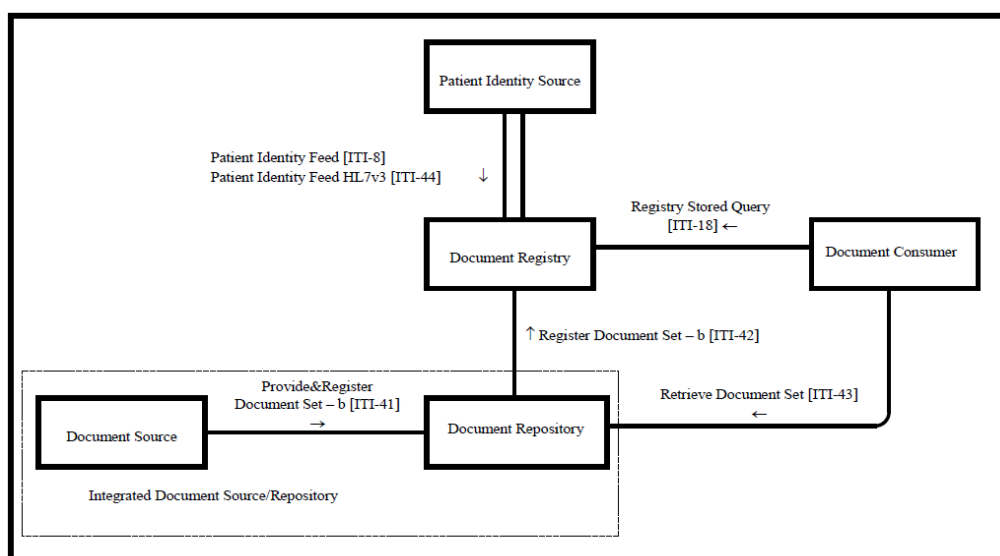 Patient Identity Source
Patient Identity Feed [ITI-8]
Patient Identity Feed HL7v3 [ITI-44] ↓
Registry Stored Query
[ITI-18] ←
Document Registry
Document Consumer
↑ Register Document Set – b [ITI-42]
Provide&Register
Document Set – b [ITI-41]
→
Retrieve Document Set [ITI-43]
←
Document Source
Document Repository
Integrated Document Source/Repository